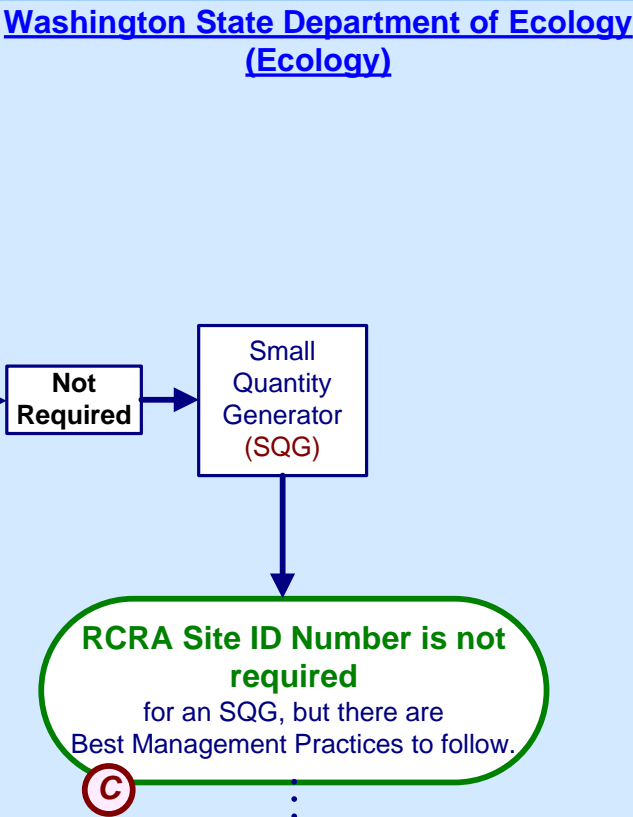 Washington State Department of Ecology
(Ecology)
Not
Required
Small
Quantity
Generator
(SQG)
RCRA Site ID Number is not
required
for an SQG, but there are
Best Management Practices to follow.
C